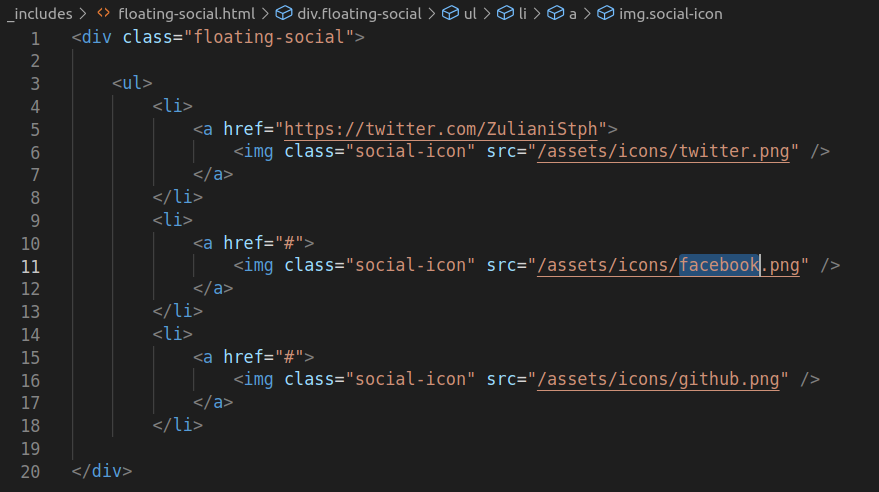 _includes > <> floating-social.html > div.floating-social > ul > li > a > img.social-icon
1 <div class="floating-social">
2
3 <ul>
4 <li>
5 <a href="https://twitter.com/ZulianiStph">
6 <img class="social-icon" src="/assets/icons/twitter.png" />
7 </a>
8 </li>
9 <li>
10 <a href="#">
11 <img class="social-icon" src="/assets/icons/facebook.png" />
12 </a>
13 </li>
14 <li>
15 <a href="#">
16 <img class="social-icon" src="/assets/icons/github.png" />
17 </a>
18 </li>
19
20 </div>